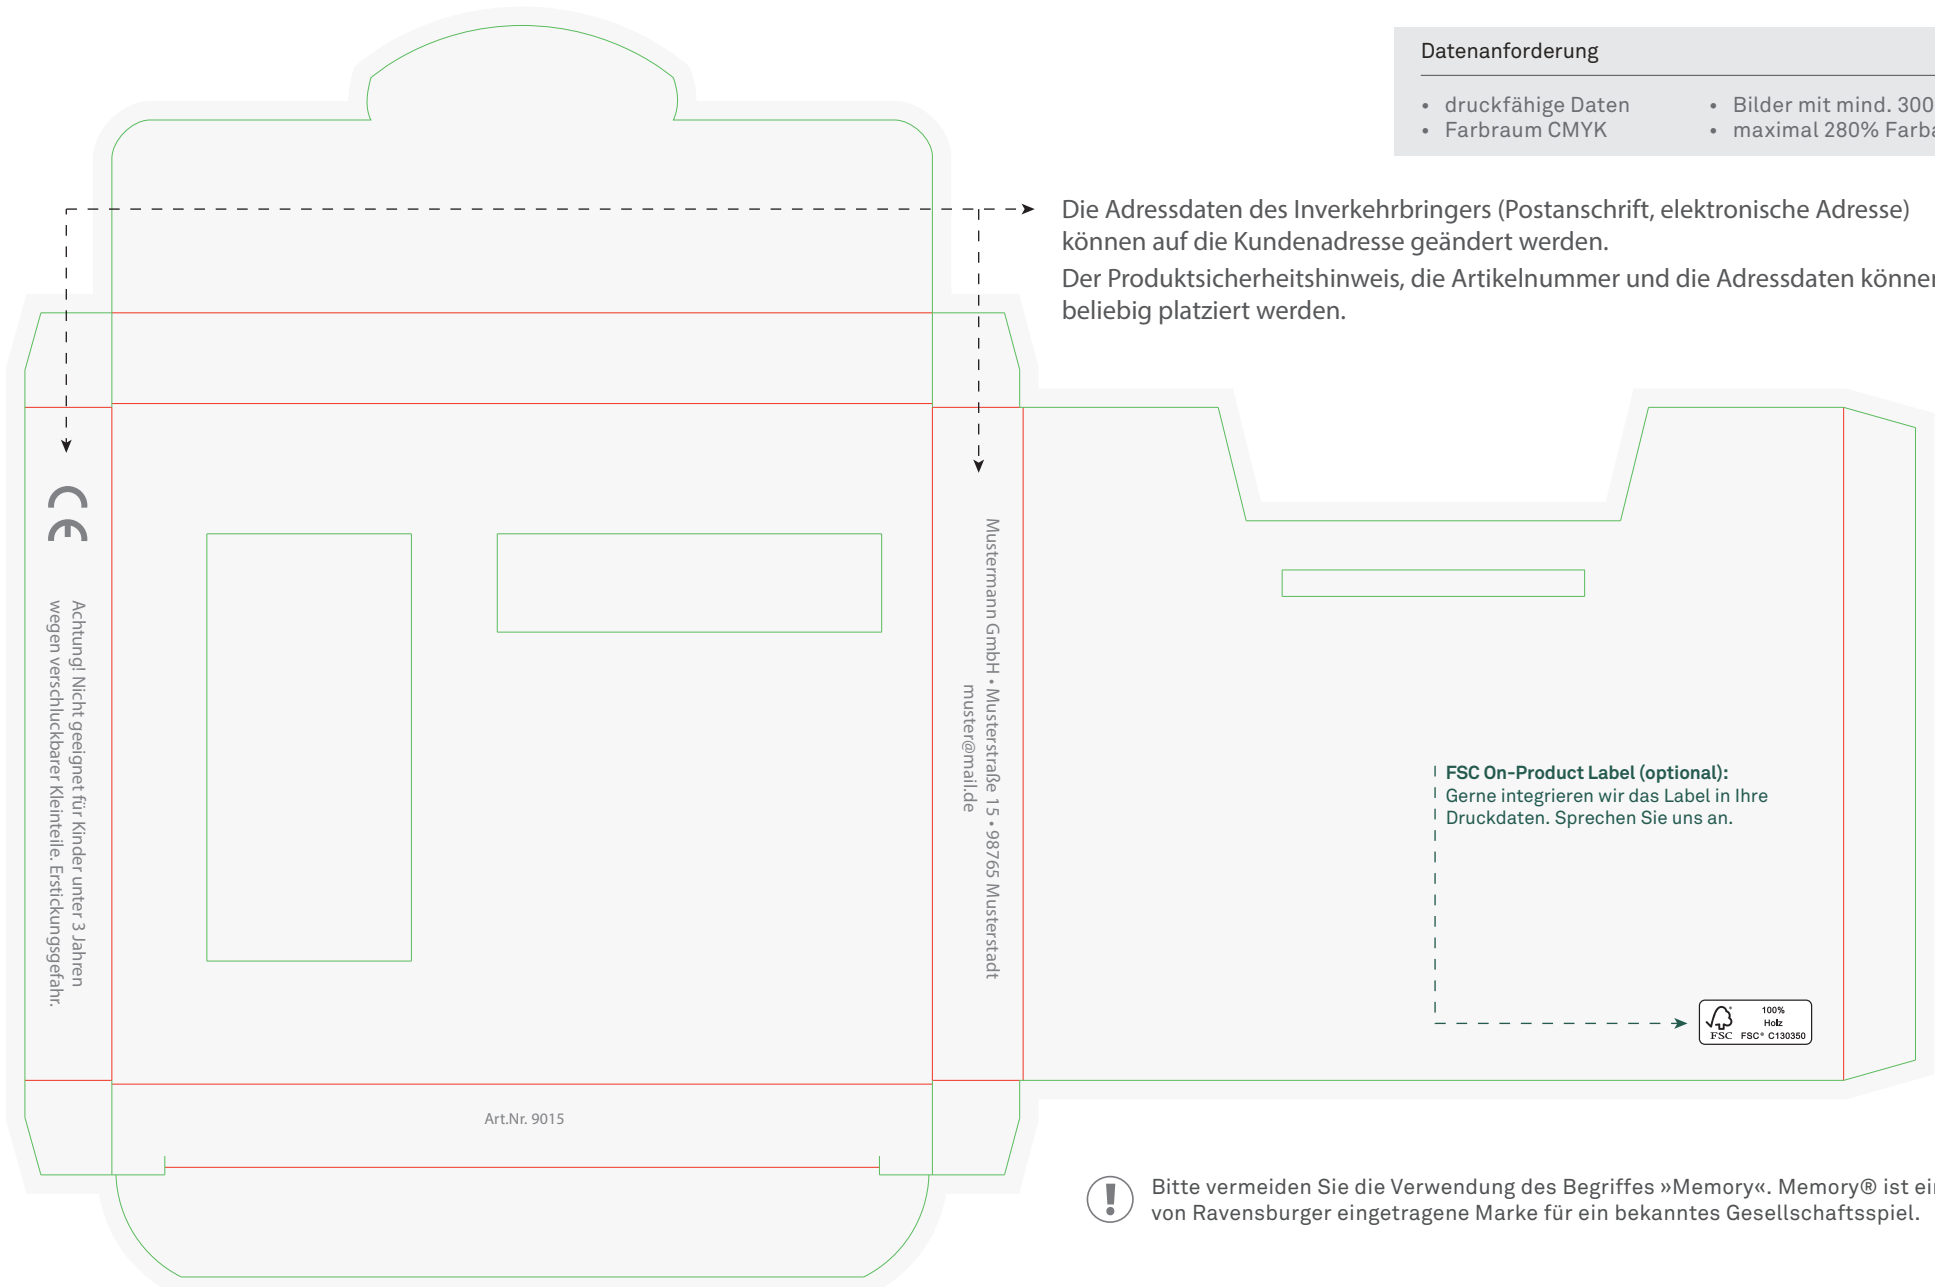 Datenanforderung
• druckfähige Daten
• Farbraum CMYK
• Bilder mit mind. 300
• maximal 280%
Die Adressdaten des Inverkehrbringers (Postanschrift, elektronische Adresse)
können auf die Kundenadresse geändert werden.
Der Produktsicherheitshinweis, die Artikelnummer und die Adressdaten können
beliebig platziert werden.
CE
Achtung! Nicht geeignet für Kinder unter 3 Jahren
wegen verschluckbarer Kleinteile. Erstickungsgefahr.
Mustermann GmbH • Musterstraße 15 • 98765 Musterstadt
muster@mail.de
FSC On-Product Label (optional):
Gerne integrieren wir das Label in Ihre
Druckdaten. Sprechen Sie uns an.
100%
Holz
FSC
FSC® C130350
Art.Nr. 9015
Bitte vermeiden Sie die Verwendung des Begriffes »Memory«. Memory® ist
von Ravensburger eingetragene Marke für ein bekanntes Gesellschaftsspiel.